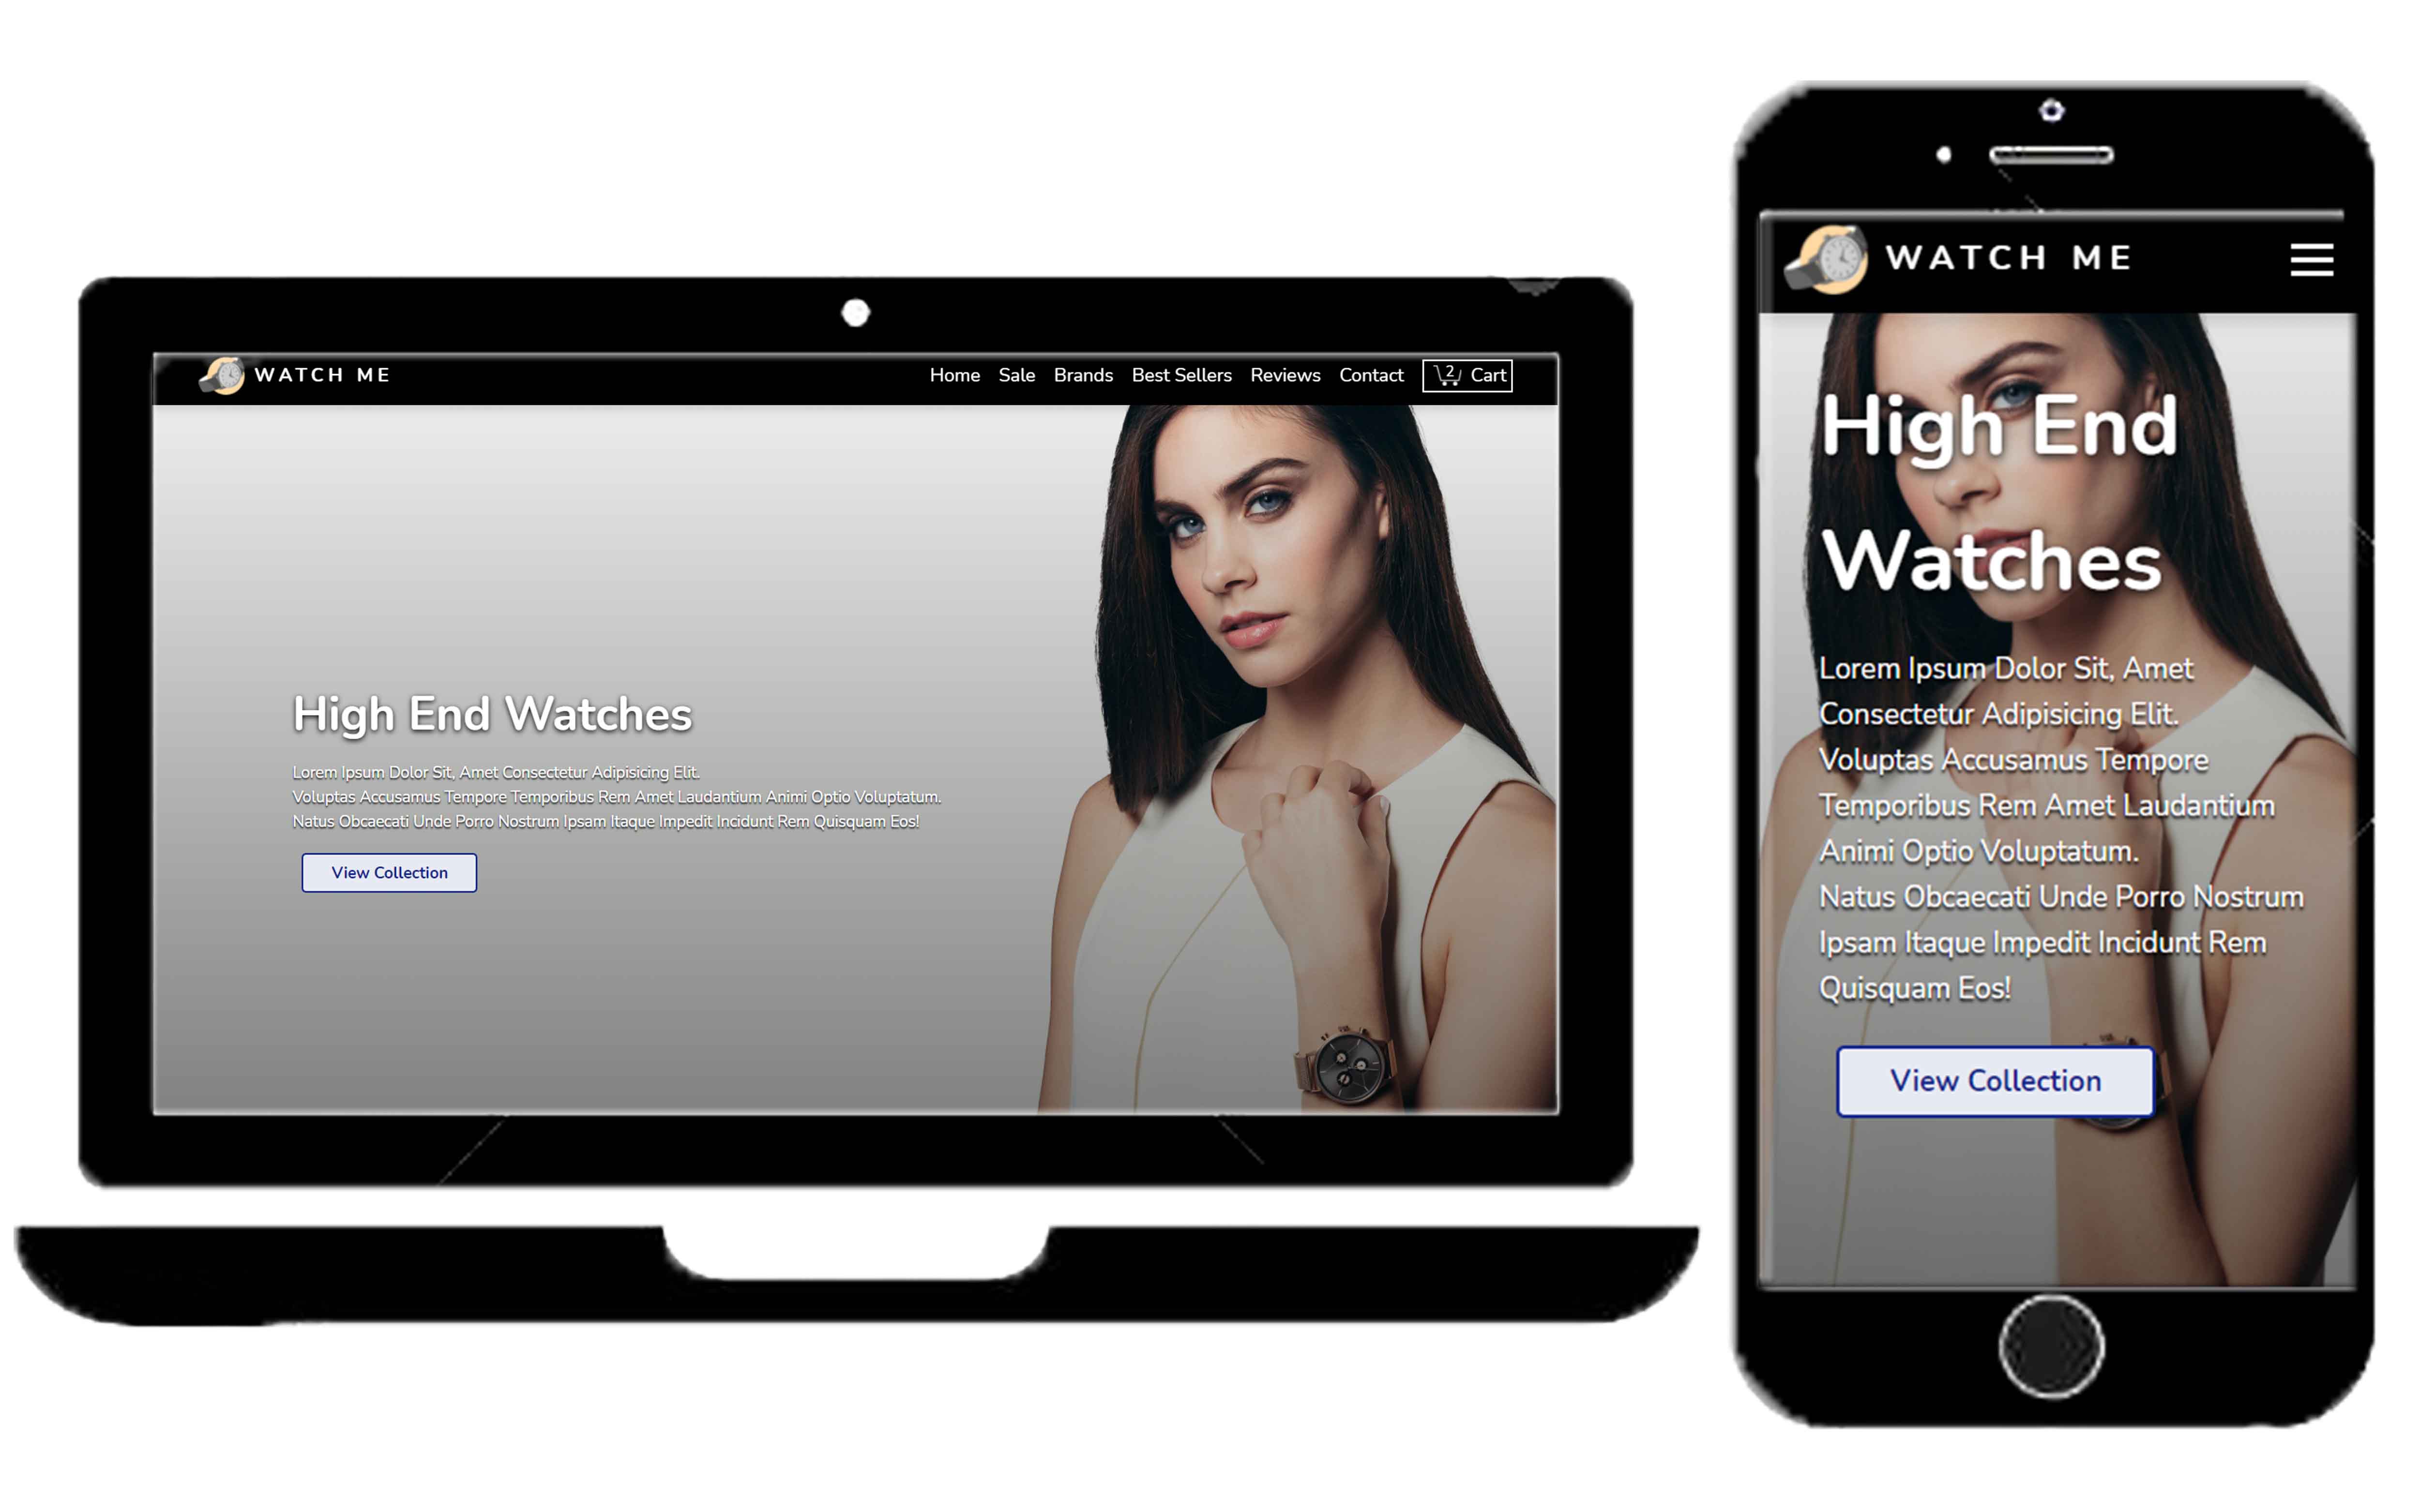 WATCH ME
Home Sale Brands Best Sellers Reviews Contact 2 Cart
High End Watches
Lorem Ipsum Dolor Sit, Amet Consectetur Adipisicing Elit.
Voluptas Accusamus Tempore Temporibus Rem Amet Laudantium Animi Optio Voluptatum.
Natus Obcaecati Unde Porro Nostrum Ipsam Itaque Impedit Incidunt Rem Quisquam Eos!
View Collection
WATCH ME
High End
Watches
Lorem Ipsum Dolor Sit, Amet
Consectetur Adipisicing Elit.
Voluptas Accusamus Tempore
Temporibus Rem Amet Laudantium
Animi Optio Voluptatum.
Natus Obcaecati Unde Porro Nostrum
Ipsam Itaque Impedit Incidunt Rem
Quisquam Eos!
View Collection